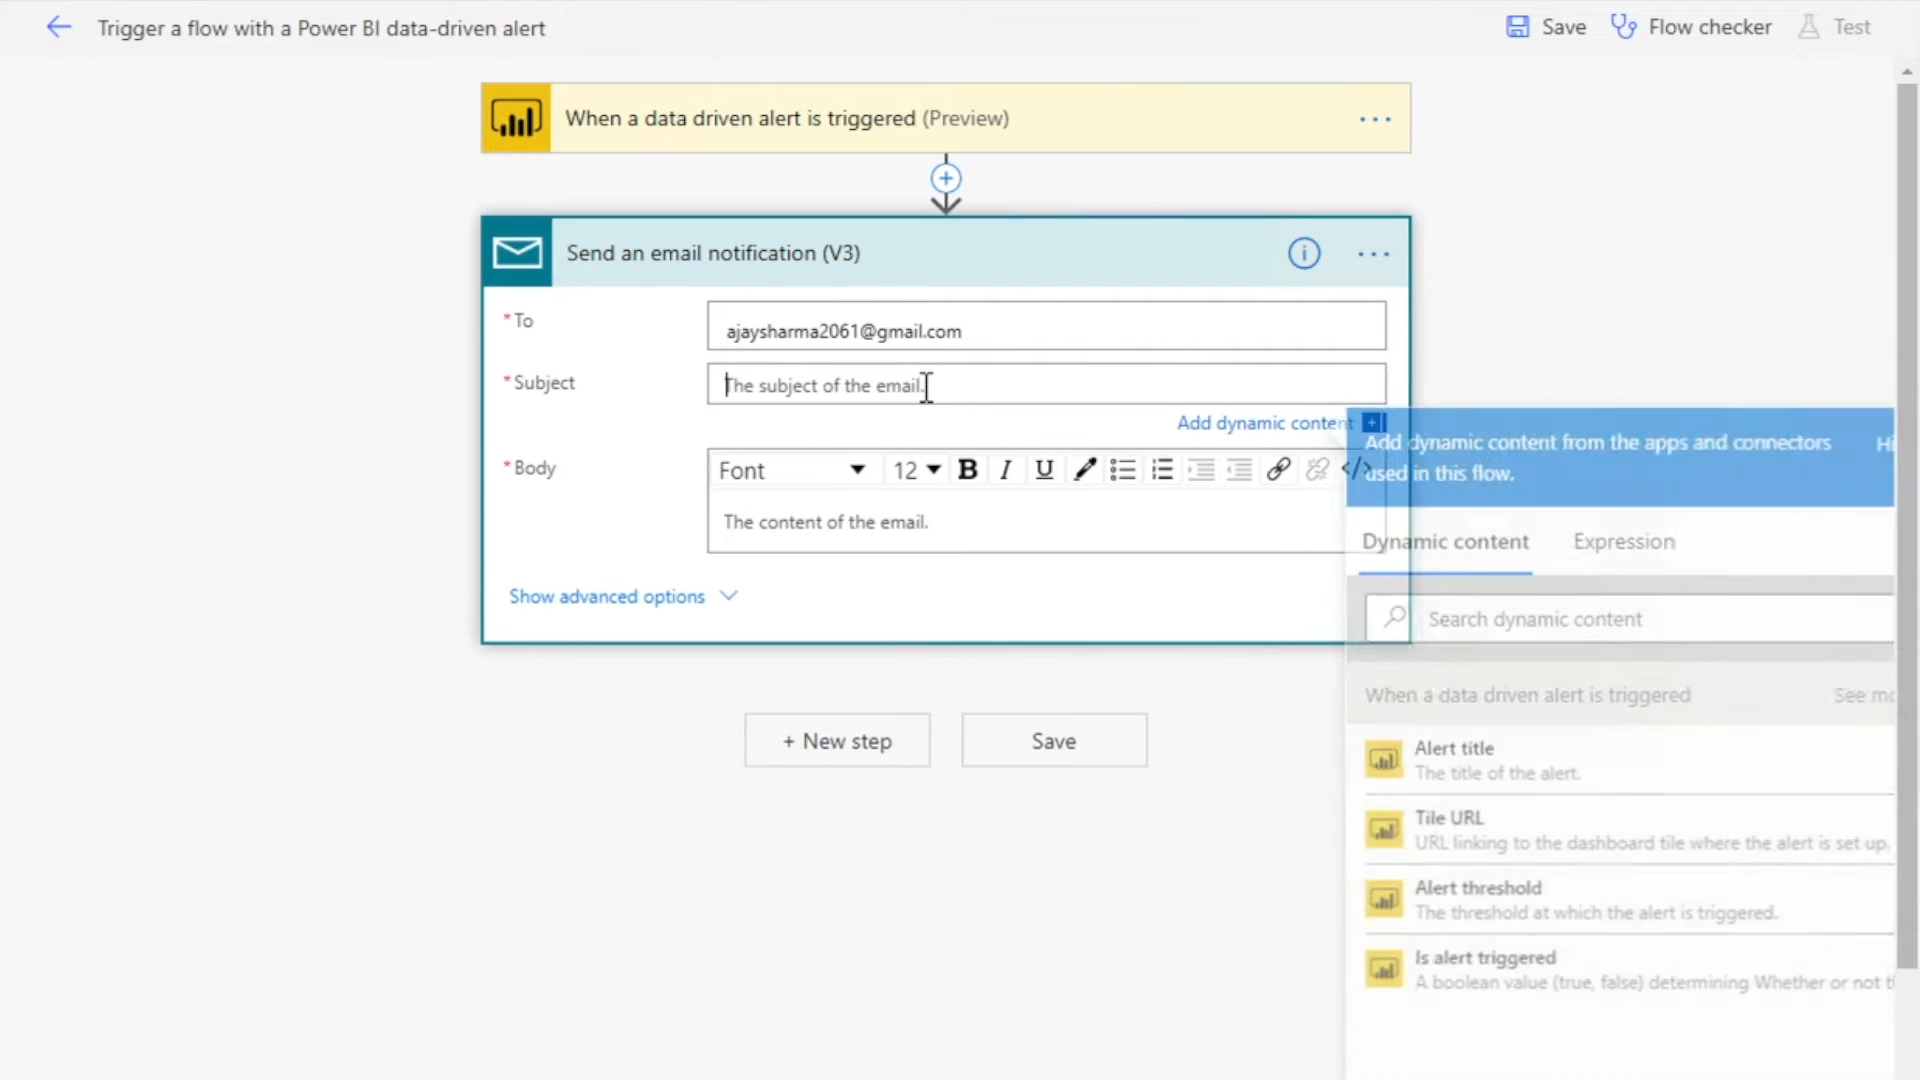 Trigger a flow with a Power BI data-driven alert
Save
Flow checker
Test
When a data driven alert is triggered (Preview)
Send an email notification (V3)
*To
ajaysharma2061@gmail.com
*Subject
The subject of the email.
Add dynamic content
*Body
Font
12
B
I
U
</>
The content of the email.
Show advanced options
+ New step
Save
Add dynamic content from the apps and connectors
used in this flow.
Hi
Dynamic content
Expression
Search dynamic content
When a data driven alert is triggered
See mo
Alert title
The title of the alert.
Tile URL
URL linking to the dashboard tile where the alert is set up.
Alert threshold
The threshold at which the alert is triggered.
Is alert triggered
A boolean value (true, false) determining Whether or not t